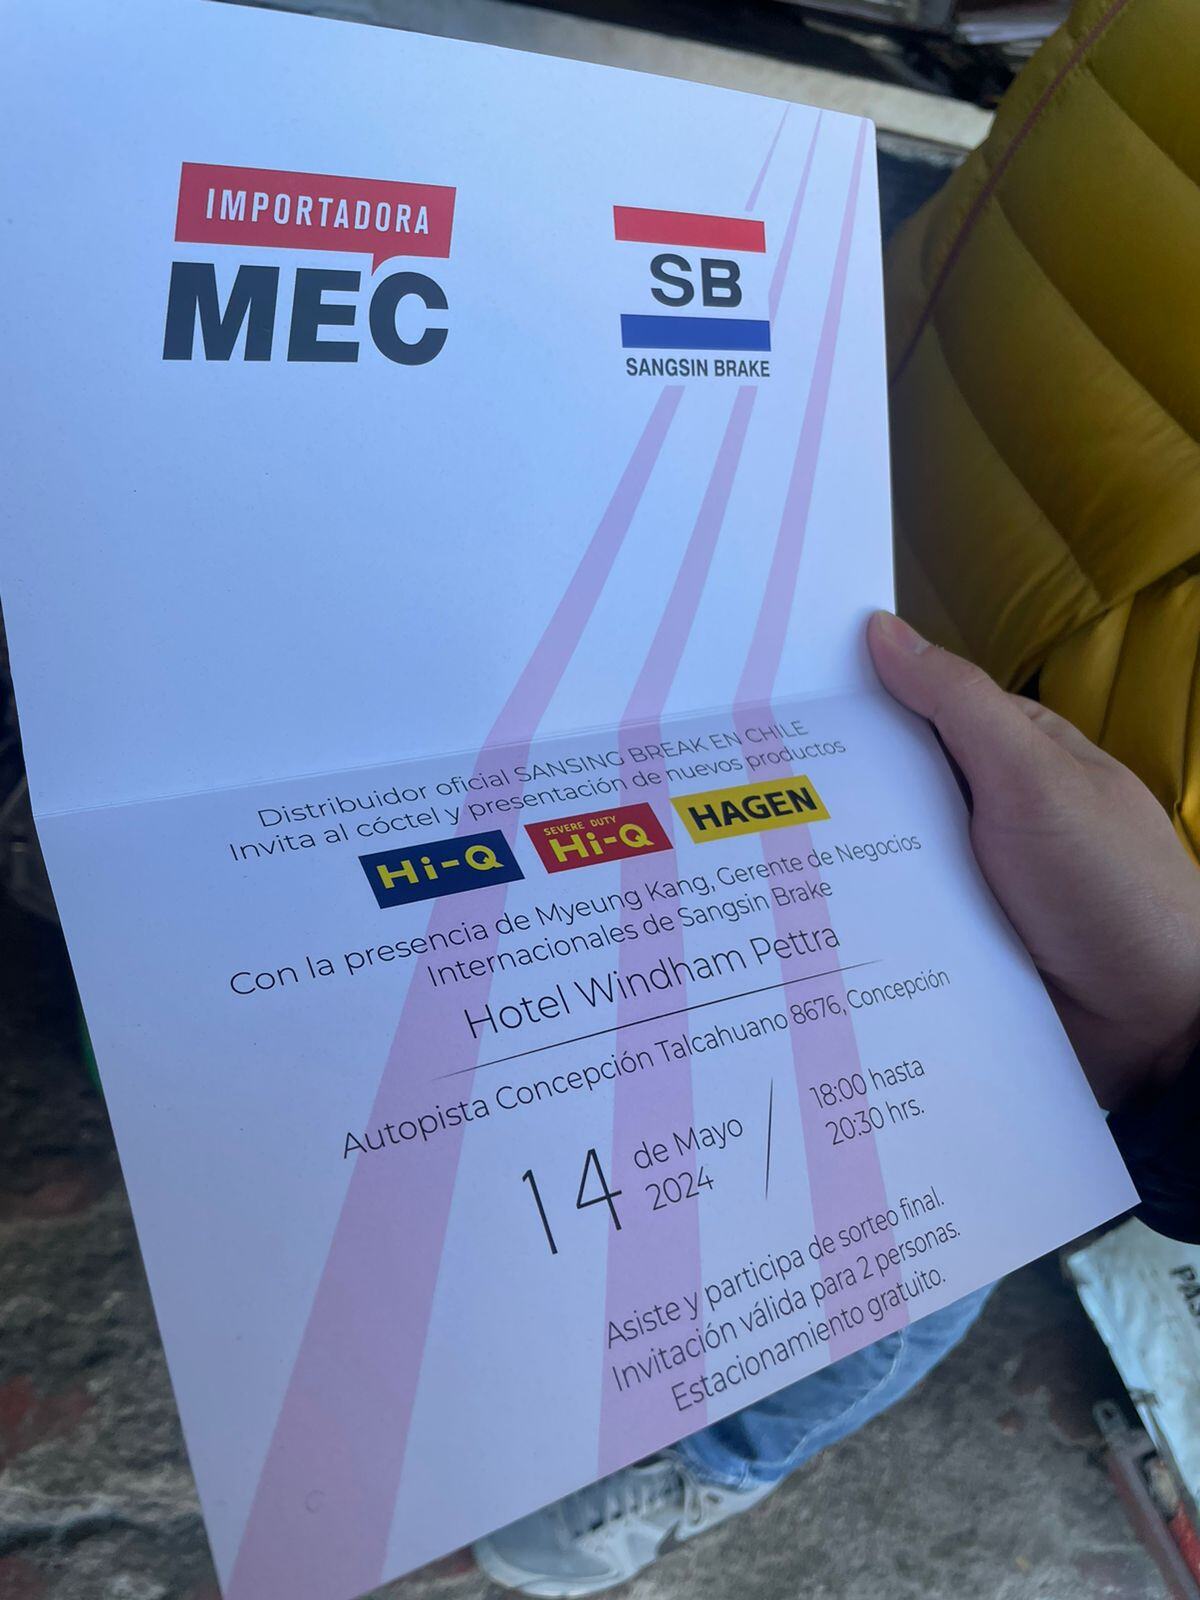 IMPORTADORA
MEC
SB
SANGSIN BRAKE
Distribuidor oficial SANSING BREAK EN CHILE
Invita al cóctel y presentación de nuevos productos
Hi-Q
SEVERE DUTY
Hi-Q
HAGEN
Con la presencia de Myeung Kang, Gerente de Negocios
Internacionales de Sangsin Brake
Hotel Windham Pettra
Autopista Concepción Talcahuano 8676, Concepción
14 de Mayo
2024
18:00 hasta
20:30 hrs.
Asiste y participa de sorteo final.
Invitación válida para 2 personas.
Estacionamiento gratuito.